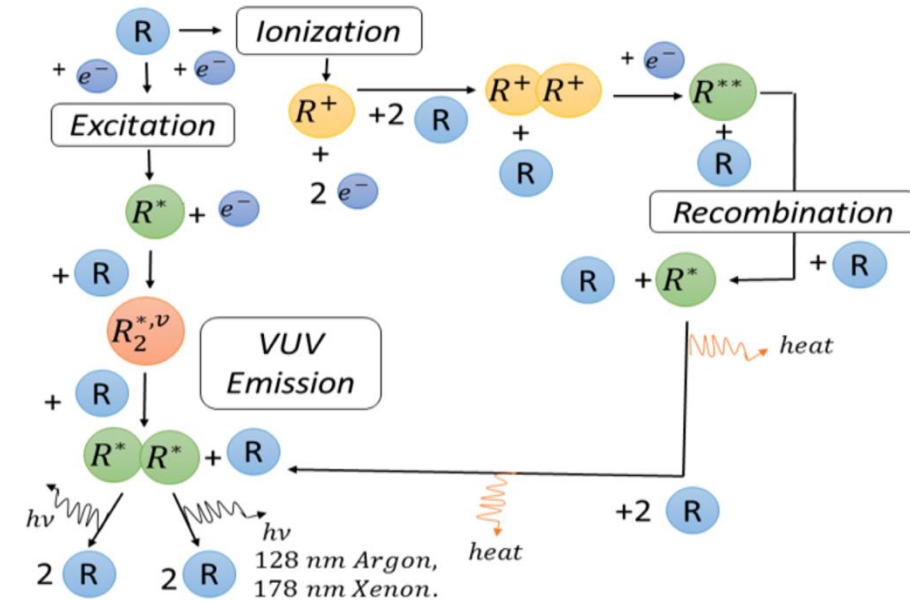 R
Ionization
+ e⁻
+ e⁻
Excitation
R⁺
+
2 e⁻
+2 R
R⁺ R⁺
+
R
+ e⁻
R**
+
R
Recombination
+ R
R + R*
heat
R* + e⁻
+ R
R₂*,ν
VUV
Emission
+ R
R* R* + R
heat
+2 R
hν
hν
2 R
2 R
128 nm Argon,
178 nm Xenon.